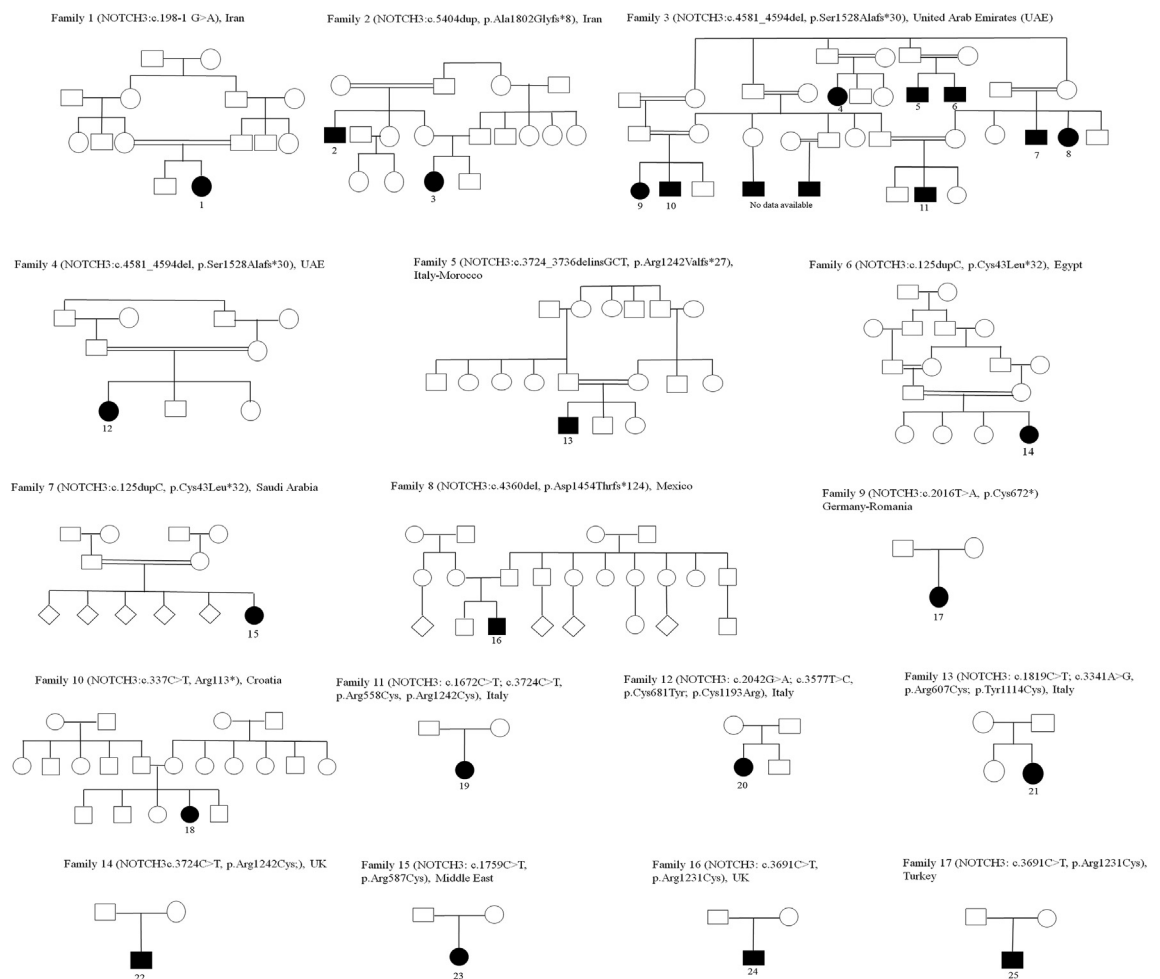 Family 1 (NOTCH3:c.198-1 G>A), Iran
Family 2 (NOTCH3:c.5404dup, p.Ala1802Glyfs*8), Iran
Family 3 (NOTCH3:c.4581_4594del, p.Ser1528Alafs*30), United Arab Emirates (UAE)
1
2
3
4
5
6
7
8
9
10
No data available
11
Family 4 (NOTCH3:c.4581_4594del, p.Ser1528Alafs*30), UAE
Family 5 (NOTCH3:c.3724_3736delinsGCT, p.Arg1242Valfs*27),
Italy-Morocco
Family 6 (NOTCH3:c.125dupC, p.Cys43Leu*32), Egypt
12
13
14
Family 7 (NOTCH3:c.125dupC, p.Cys43Leu*32), Saudi Arabia
Family 8 (NOTCH3:c.4360del, p.Asp1454Thrfs*124), Mexico
Family 9 (NOTCH3:c.2016T>A, p.Cys672*)
Germany-Romania
15
16
17
Family 10 (NOTCH3:c.337C>T, Arg113*), Croatia
Family 11 (NOTCH3: c.1672C>T; c.3724C>T,
p.Arg558Cys, p.Arg1242Cys), Italy
Family 12 (NOTCH3: c.2042G>A; c.3577T>C,
p.Cys681Tyr; p.Cys1193Arg), Italy
Family 13 (NOTCH3: c.1819C>T; c.3341A>G,
p.Arg607Cys; p.Tyr1114Cys), Italy
18
19
20
21
Family 14 (NOTCH3c.3724C>T, p.Arg1242Cys;), UK
Family 15 (NOTCH3: c.1759C>T,
p.Arg587Cys), Middle East
Family 16 (NOTCH3: c.3691C>T,
p.Arg1231Cys), UK
Family 17 (NOTCH3: c.3691C>T, p.Arg1231Cys),
Turkey
22
23
24
25